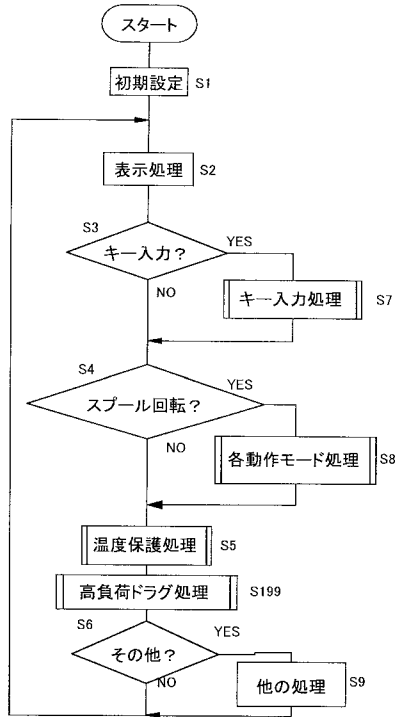 スタート
初期設定 S1
表示処理 S2
S3
キー入力？ YES
NO
キー入力処理 S7
S4
スプール回転？ YES
NO
各動作モード処理 S8
温度保護処理 S5
高負荷ドラグ処理 S199
S6
その他？ YES
NO
他の処理 S9